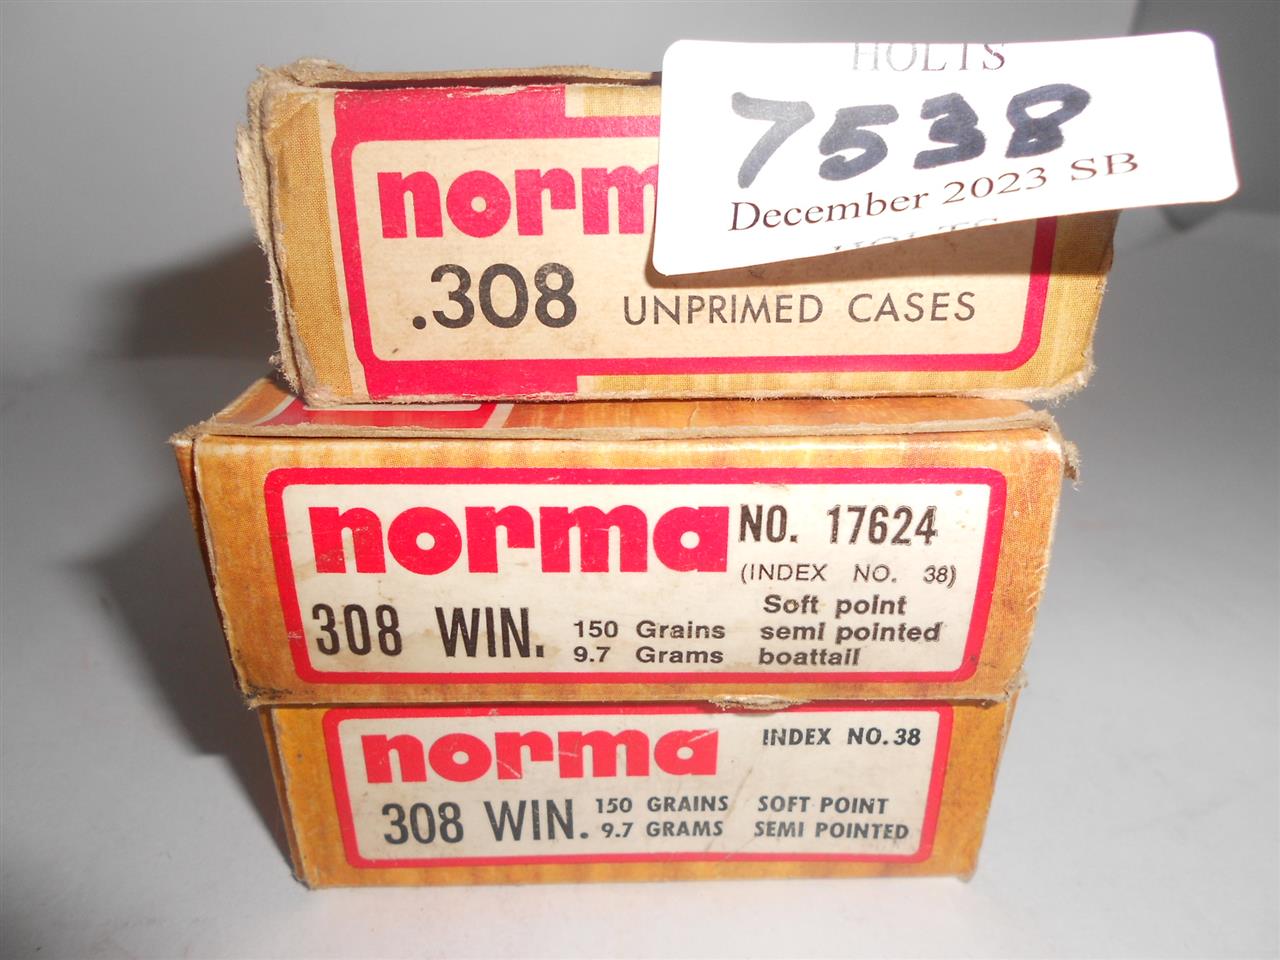 HOLTS
7538
December 2023 SB
HOLTS
norm
.308 UNPRIMED CASES
norma NO. 17624
(INDEX NO. 38)
308 WIN. 150 Grains
9.7 Grams
Soft point
semi pointed
boattail
norma INDEX NO.38
308 WIN. 150 GRAINS
9.7 GRAMS
SOFT POINT
SEMI POINTED